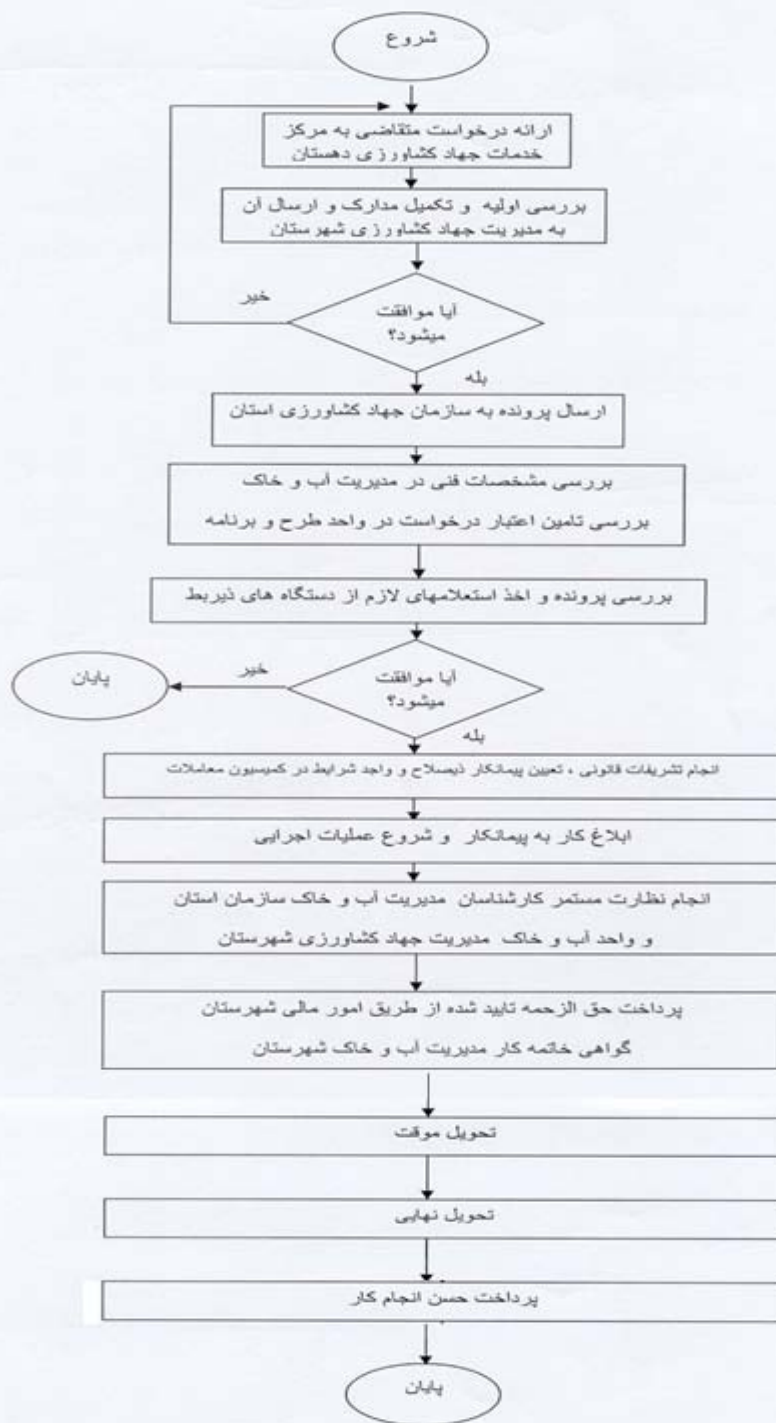 شروع
ارائه درخواست متقاضی به مرکز
خدمات جهاد کشاورزی دهستان
بررسی اولیه و تکمیل مدارک و ارسال آن
به مدیریت جهاد کشاورزی شهرستان
خیر
آیا موافقت
میشود؟
بله
ارسال پرونده به سازمان جهاد کشاورزی استان
بررسی مشخصات فنی در مدیریت آب و خاک
بررسی تامین اعتبار درخواست در واحد طرح و برنامه
بررسی پرونده و اخذ استعلامهای لازم از دستگاه های ذیربط
آیا موافقت
میشود؟
خیر
پایان
بله
انجام تشریفات قانونی ، تعیین پیمانکار ذیصلاح و واجد شرایط در کمیسیون معاملات
ابلاغ کار به پیمانکار و شروع عملیات اجرایی
انجام نظارت مستمر کارشناسان مدیریت آب و خاک سازمان استان
و واحد آب و خاک مدیریت جهاد کشاورزی شهرستان
پرداخت حق الزحمه تایید شده از طریق امور مالی شهرستان
گواهی خاتمه کار مدیریت آب و خاک شهرستان
تحویل موقت
تحویل نهایی
پرداخت حسن انجام کار
پایان